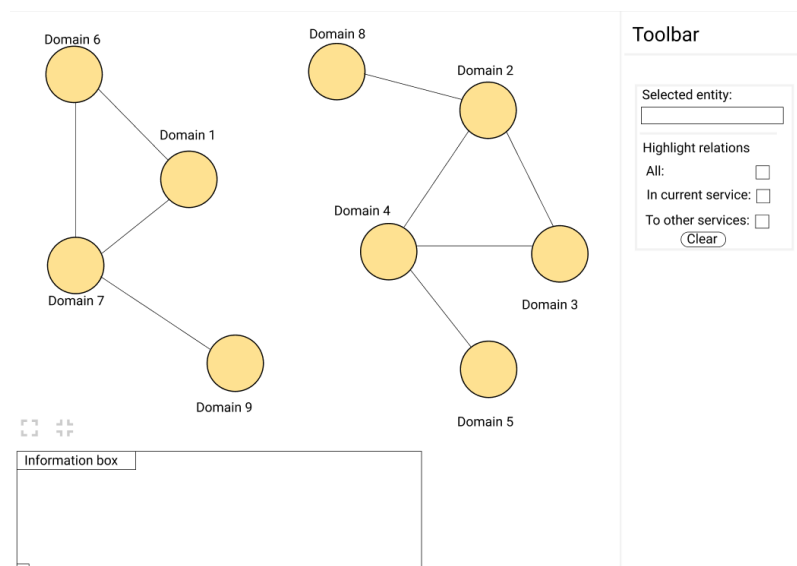 Domain 6
Domain 8
Toolbar
Domain 2
Selected entity:
Domain 1
Highlight relations
All:
In current service:
Domain 4
To other services:
Clear
Domain 7
Domain 3
Domain 9
Domain 5
Information box